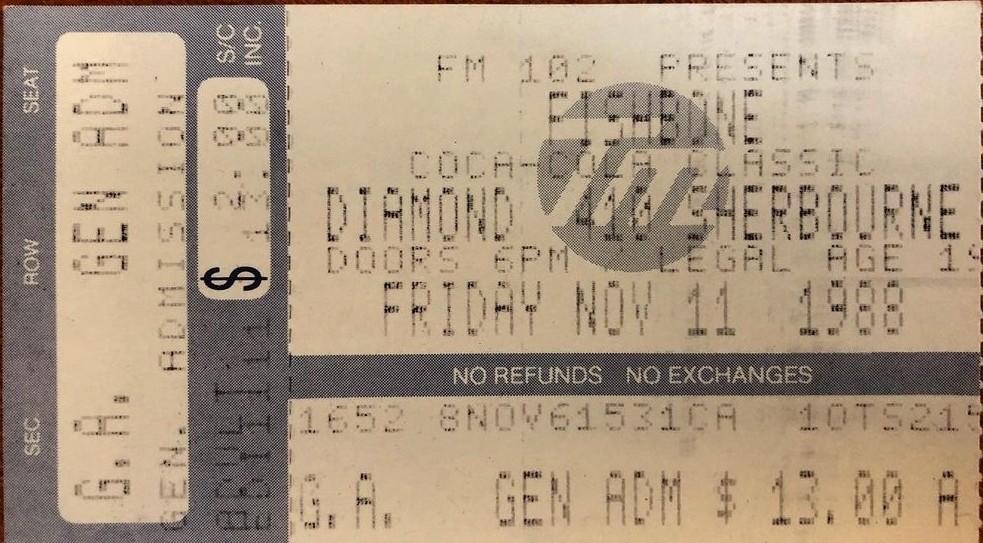 SEAT
ROW
SEC
G.A. GEN ADM
GEN. ADMISSION
S/C INC.
$ 2.00
13.00
FM 102 PRESENTS
FISHBONE
COCA-COLA CLASSIC
DIAMOND 410 SHERBOURNE
DOORS 6PM LEGAL AGE 19
FRIDAY NOV 11 1988
NO REFUNDS NO EXCHANGES
1652 8NOV61531CA 10TS215
G.A. GEN ADM $ 13.00 A